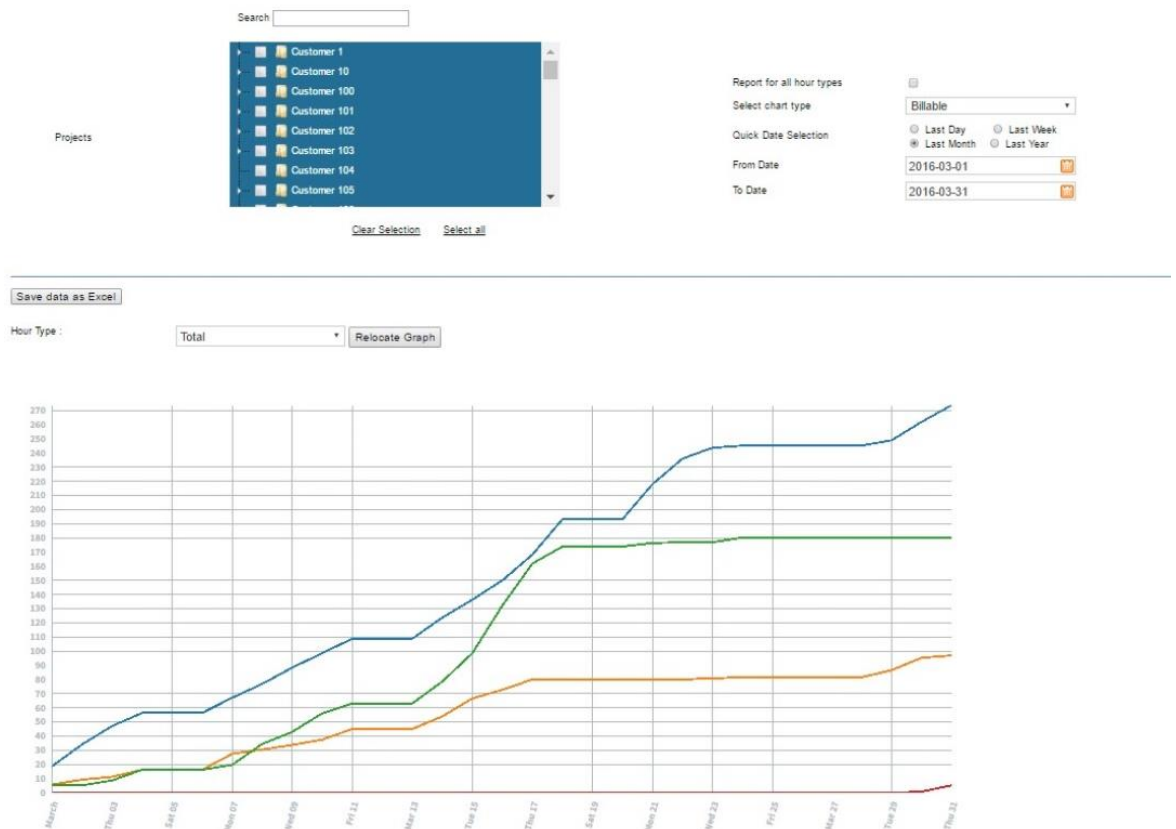 Search
Customer 1
Customer 10
Customer 100
Customer 101
Customer 102
Customer 103
Customer 104
Customer 105
Projects
Clear Selection Select all
Report for all hour types
Select chart type Billable
Quick Date Selection Last Day Last Week
Last Month Last Year
From Date 2016-03-01
To Date 2016-03-31
Save data as Excel
Hour Type : Total Relocate Graph
270
260
250
240
230
220
210
200
190
180
170
160
150
140
130
120
110
100
90
80
70
60
50
40
30
20
10
0
March Thu 03 Sat 05 Mon 07 Wed 09 Fri 11 Mar 13 Tue 15 Thu 17 Sat 19 Mon 21 Wed 23 Fri 25 Mar 27 Tue 29 Thu 31